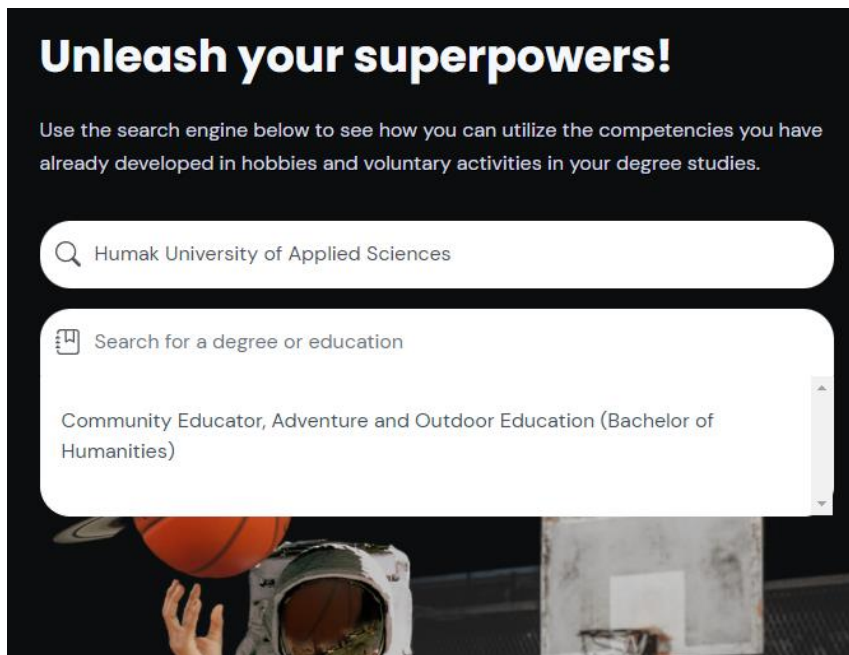 Unleash your superpowers!
Use the search engine below to see how you can utilize the competencies you have
already developed in hobbies and voluntary activities in your degree studies.
Humak University of Applied Sciences
Search for a degree or education
Community Educator, Adventure and Outdoor Education (Bachelor of
Humanities)